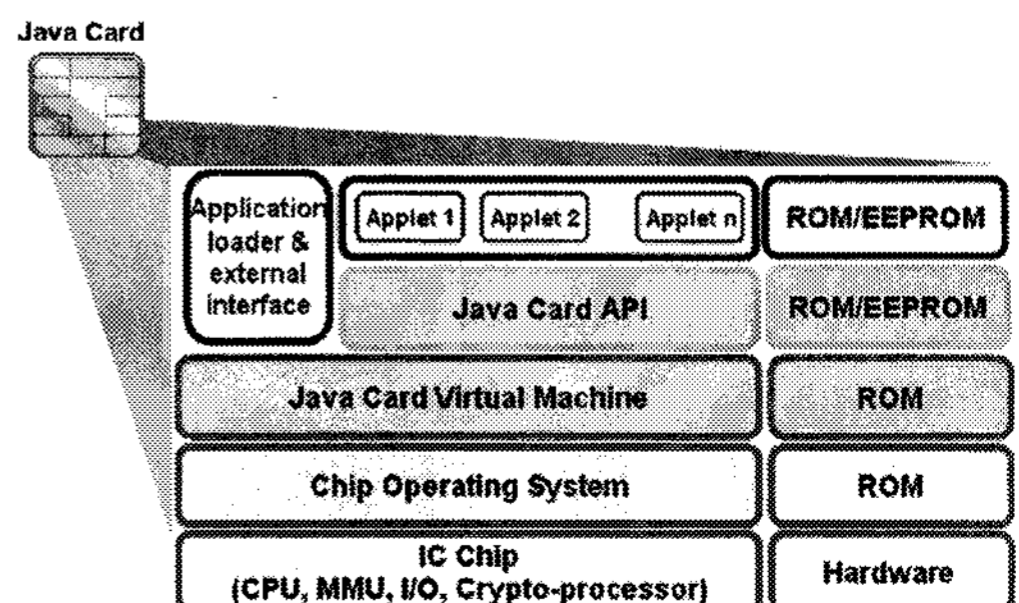 Java Card
Application
loader &
external
interface
Applet 1 Applet 2 Applet n
ROM/EEPROM
Java Card API
ROM/EEPROM
Java Card Virtual Machine
ROM
Chip Operating System
ROM
IC Chip
(CPU, MMU, I/O, Crypto-processor)
Hardware